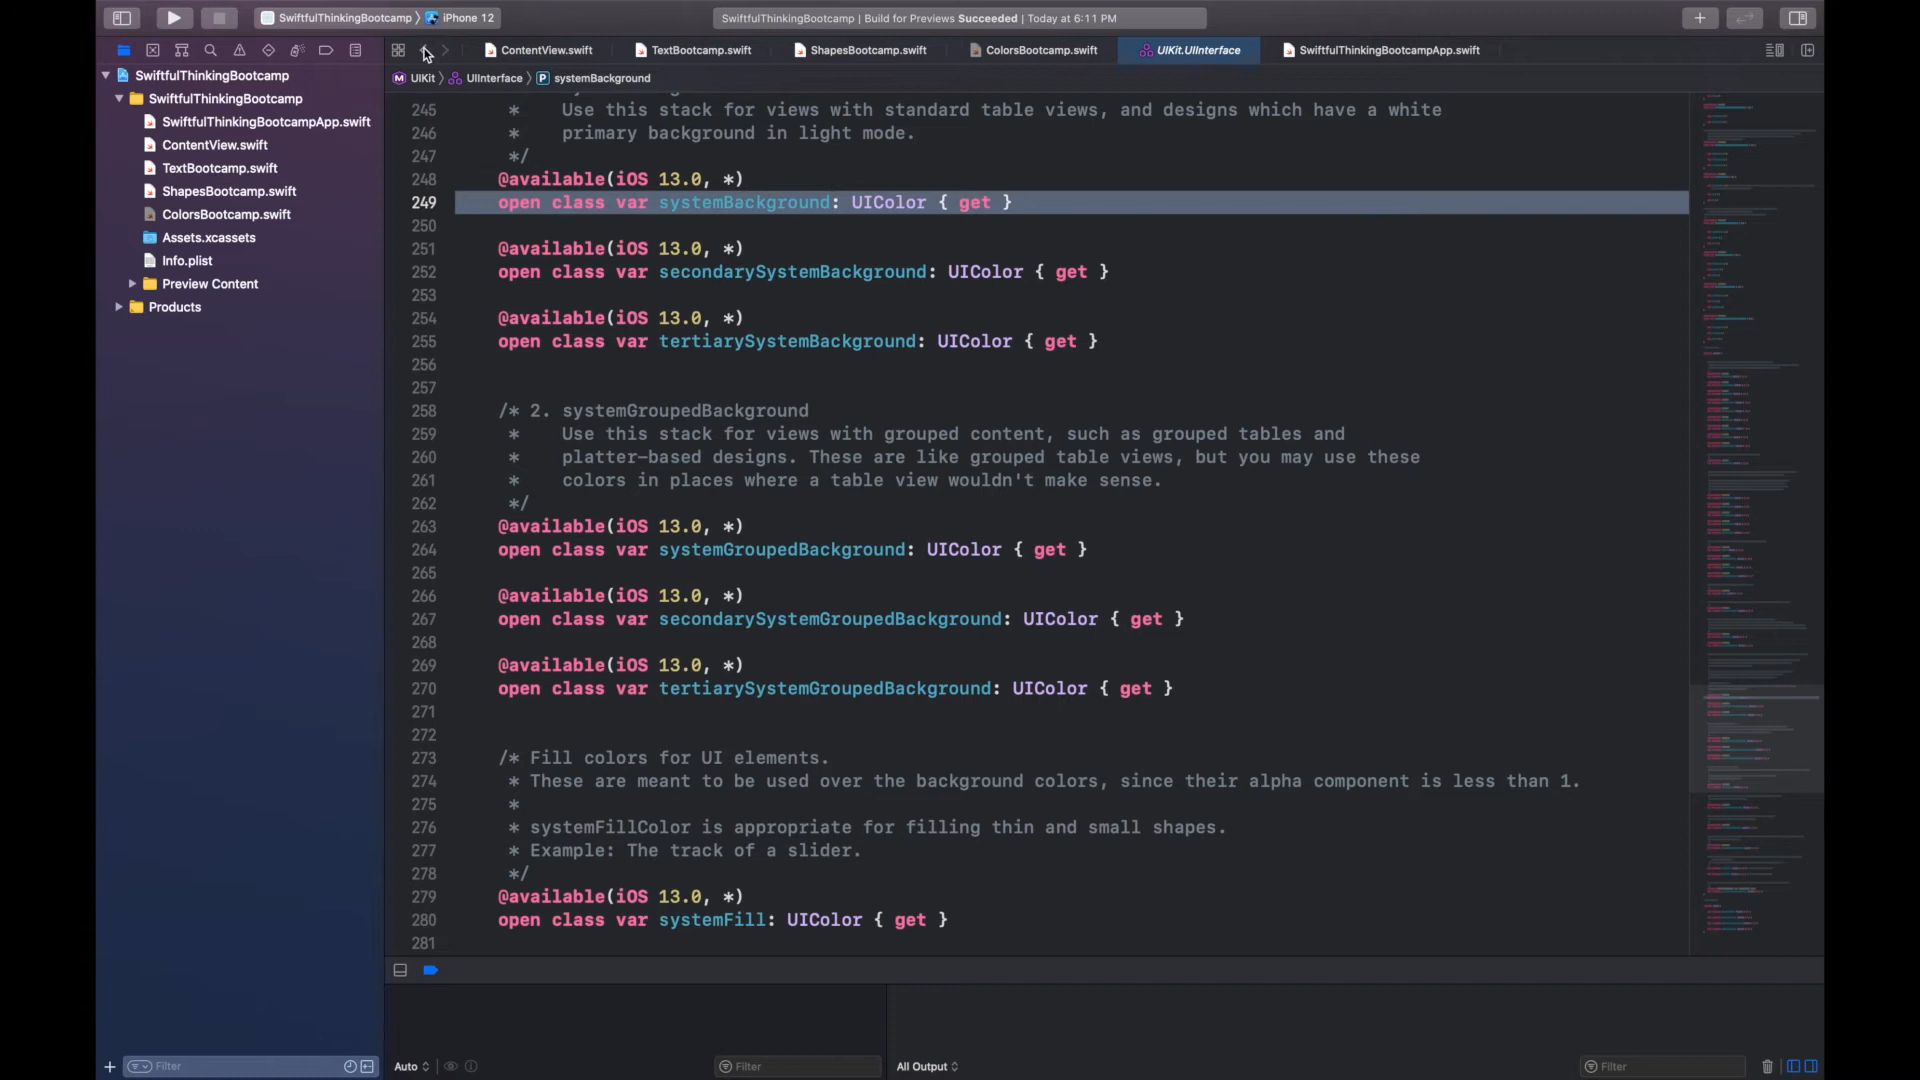 SwiftfulThinkingBootcamp
iPhone 12
SwiftfulThinkingBootcamp | Build for Previews Succeeded | Today at 6:11 PM
ContentView.swift
TextBootcamp.swift
ShapesBootcamp.swift
ColorsBootcamp.swift
UIKit.UIInterface
SwiftfulThinkingBootcampApp.swift
UIKit
UIInterface
P systemBackground
SwiftfulThinkingBootcamp
SwiftfulThinkingBootcamp
SwiftfulThinkingBootcampApp.swift
ContentView.swift
TextBootcamp.swift
ShapesBootcamp.swift
ColorsBootcamp.swift
Assets.xcassets
Info.plist
Preview Content
Products
245 * Use this stack for views with standard table views, and designs which have a white
246 * primary background in light mode.
247 */
248 @available(iOS 13.0, *)
249 open class var systemBackground: UIColor { get }
250
251 @available(iOS 13.0, *)
252 open class var secondarySystemBackground: UIColor { get }
253
254 @available(iOS 13.0, *)
255 open class var tertiarySystemBackground: UIColor { get }
256
257
258 /* 2. systemGroupedBackground
259 * Use this stack for views with grouped content, such as grouped tables and
260 * platter-based designs. These are like grouped table views, but you may use these
261 * colors in places where a table view wouldn't make sense.
262 */
263 @available(iOS 13.0, *)
264 open class var systemGroupedBackground: UIColor { get }
265
266 @available(iOS 13.0, *)
267 open class var secondarySystemGroupedBackground: UIColor { get }
268
269 @available(iOS 13.0, *)
270 open class var tertiarySystemGroupedBackground: UIColor { get }
271
272
273 /* Fill colors for UI elements.
274 * These are meant to be used over the background colors, since their alpha component is less than 1.
275 *
276 * systemFillColor is appropriate for filling thin and small shapes.
277 * Example: The track of a slider.
278 */
279 @available(iOS 13.0, *)
280 open class var systemFill: UIColor { get }
281
Filter
Auto
Filter
All Output
Filter